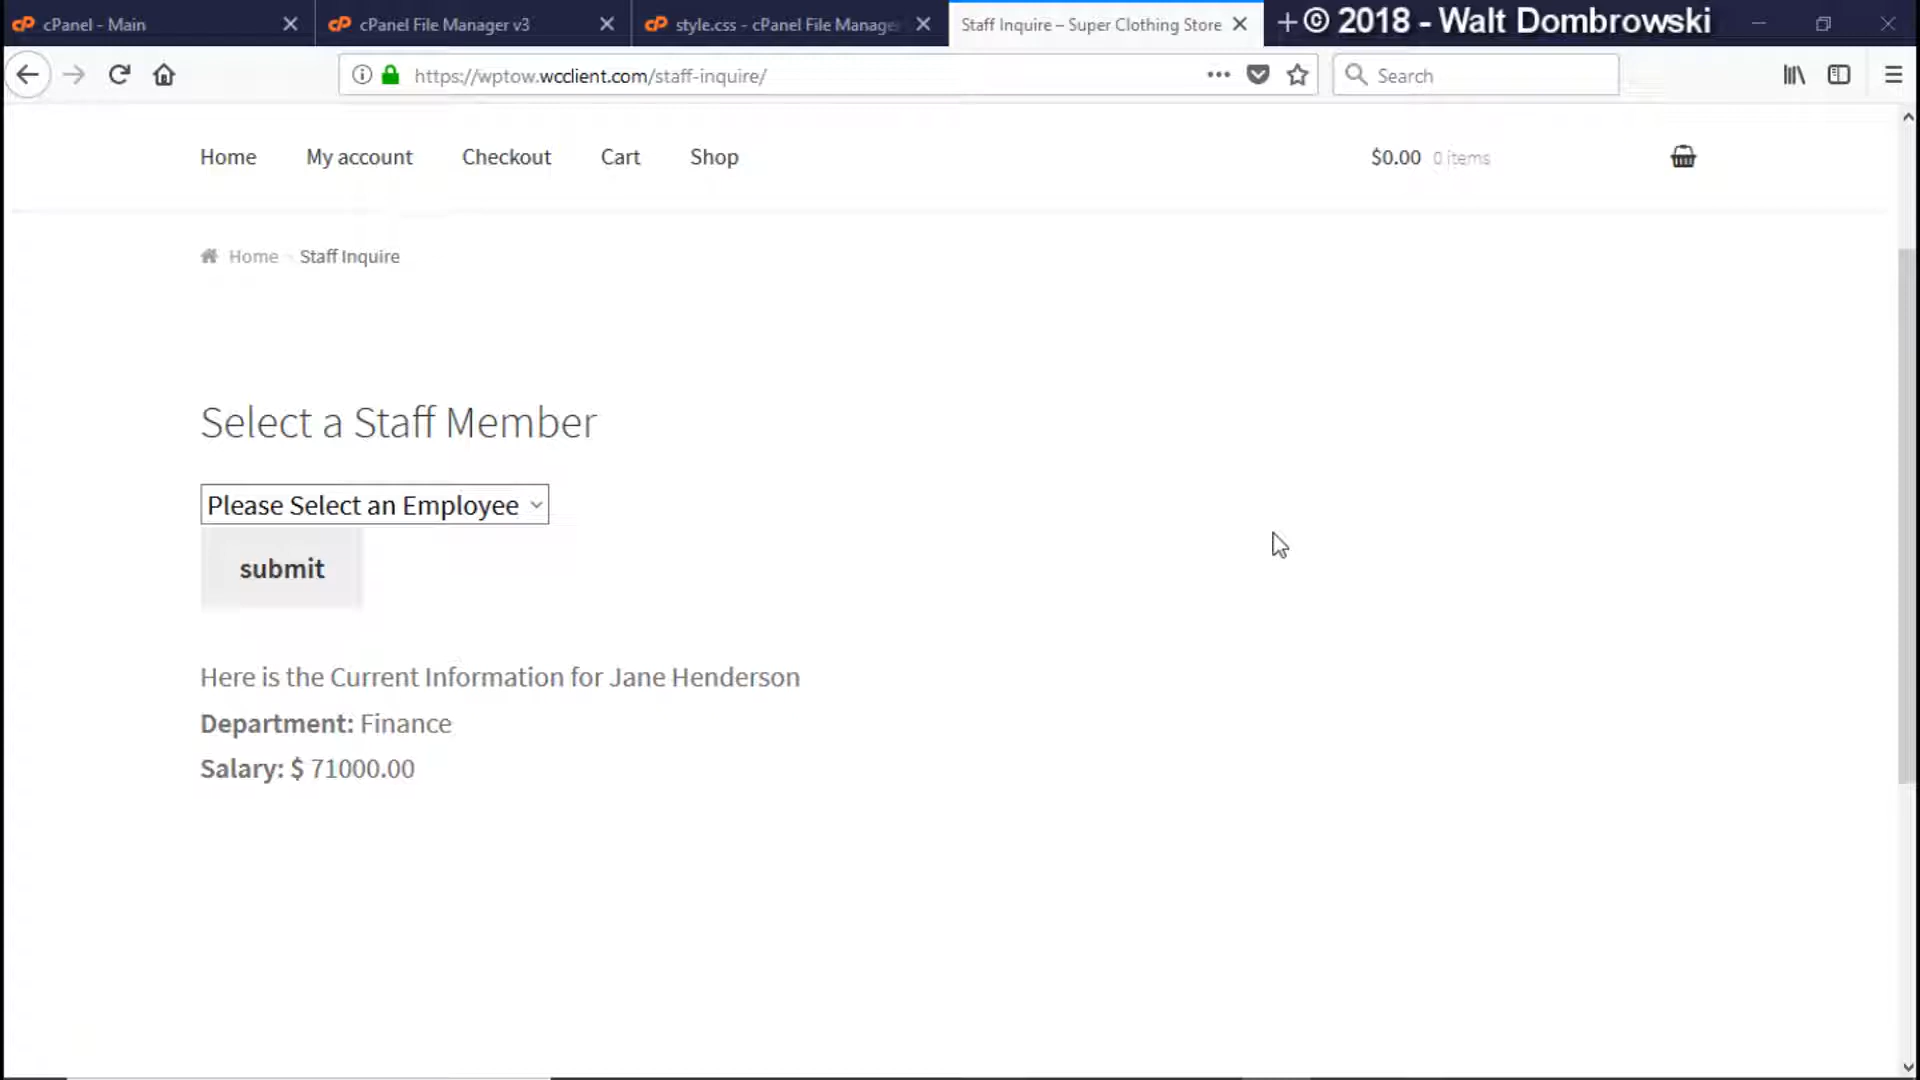 cPanel - Main
cPanel File Manager v3
style.css - cPanel File Manage
Staff Inquire – Super Clothing Store
© 2018 - Walt Dombrowski
https://wptow.wcclient.com/staff-inquire/
Search
Home
My account
Checkout
Cart
Shop
$0.00 0 items
Home
Staff Inquire
Select a Staff Member
Please Select an Employee
submit
Here is the Current Information for Jane Henderson
Department: Finance
Salary: $ 71000.00